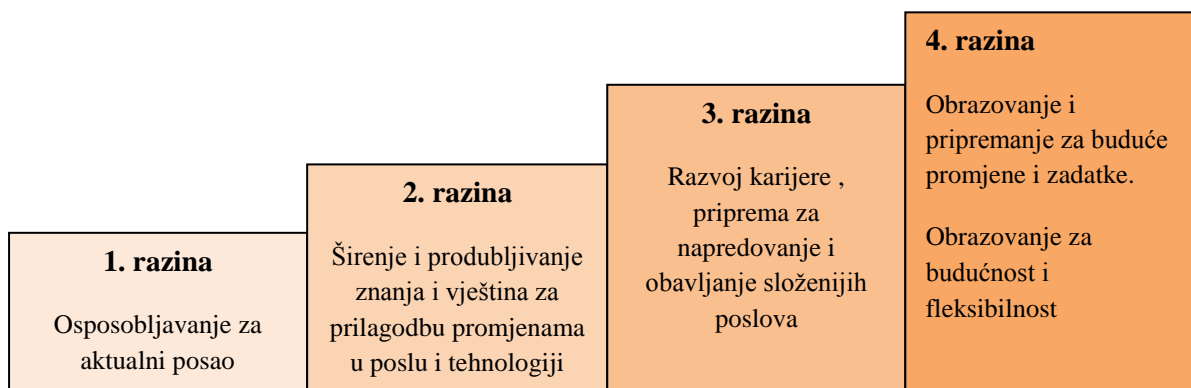 1. razina
Osposobljavanje za
aktualni posao
2. razina
Širenje i produbljivanje
znanja i vještina za
prilagodbu promjenama
u poslu i tehnologiji
3. razina
Razvoj karijere ,
priprema za
napredovanje i
obavljanje složenijih
poslova
4. razina
Obrazovanje i
pripremanje za buduće
promjene i zadatke.
Obrazovanje za
budućnost i
fleksibilnost